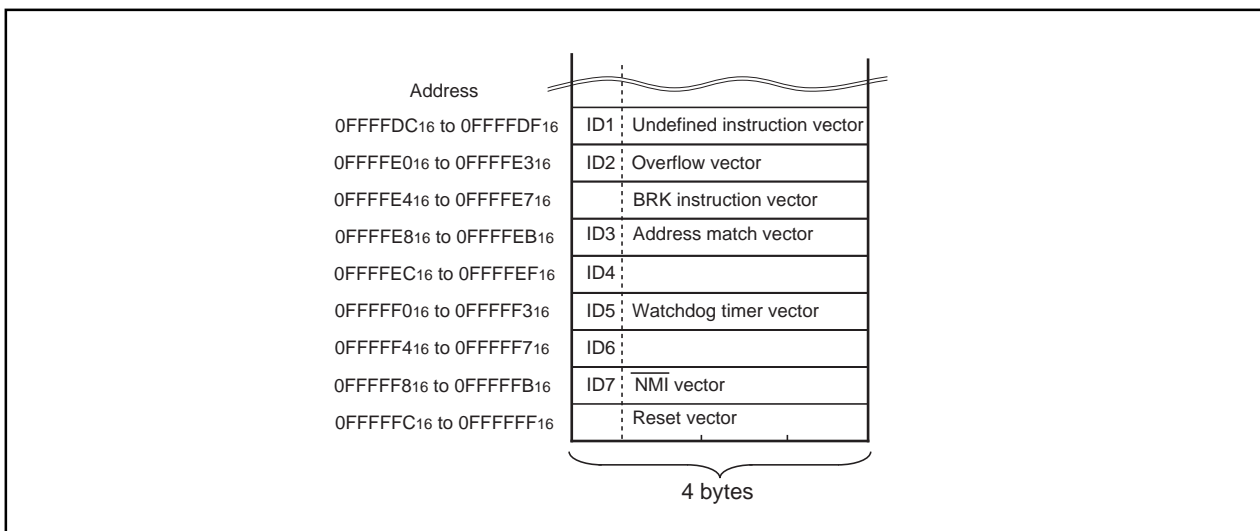 Address
0FFFFDC16 to 0FFFFDF16 ID1 Undefined instruction vector
0FFFFE016 to 0FFFFE316 ID2 Overflow vector
0FFFFE416 to 0FFFFE716 BRK instruction vector
0FFFFE816 to 0FFFFEB16 ID3 Address match vector
0FFFFEC16 to 0FFFFEF16 ID4
0FFFFF016 to 0FFFFF316 ID5 Watchdog timer vector
0FFFFF416 to 0FFFFF716 ID6
0FFFFF816 to 0FFFFFB16 ID7 NMI vector
0FFFFFC16 to 0FFFFFF16 Reset vector
4 bytes